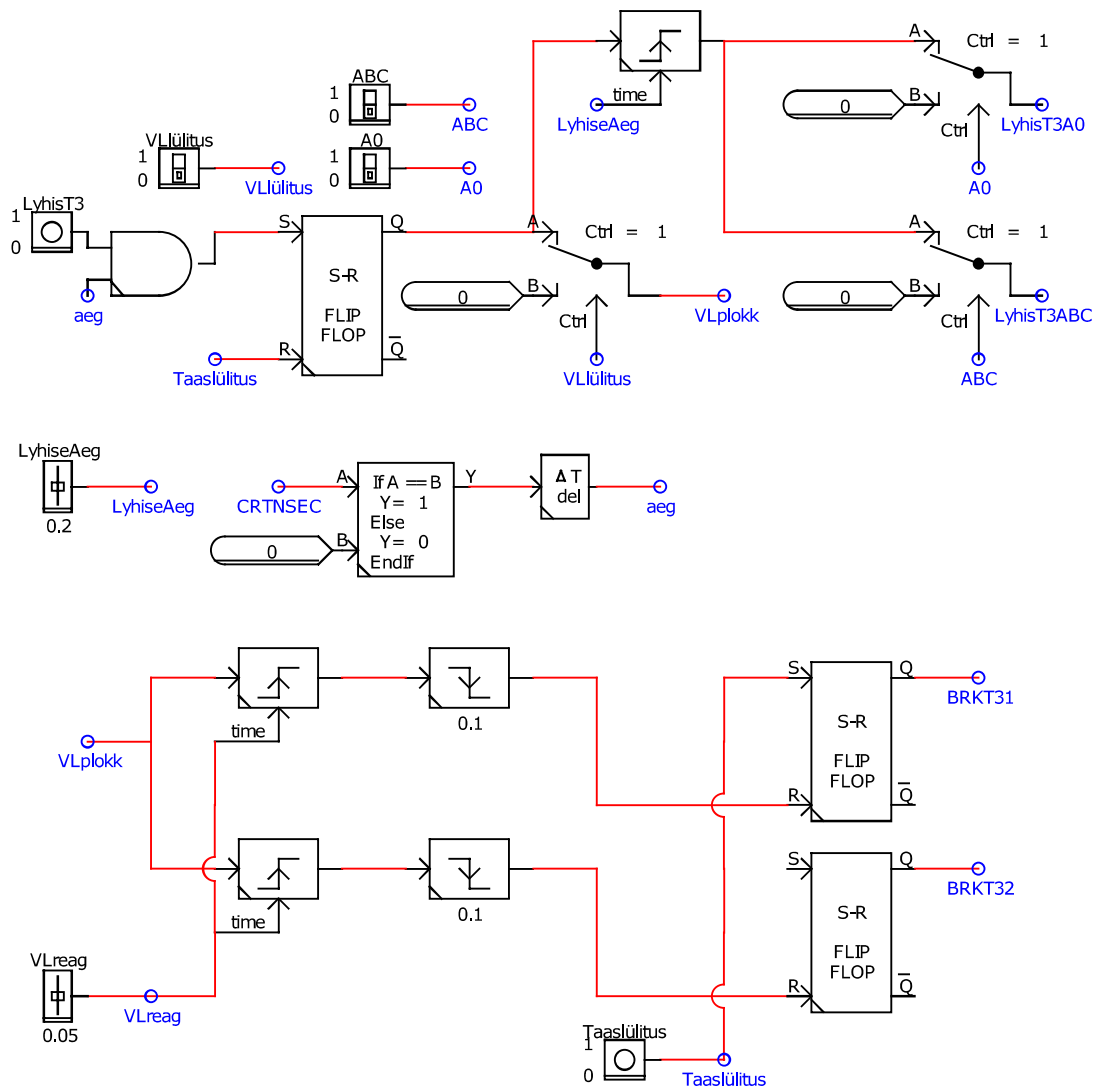 A
Ctrl = 1
ABC
1
0
ABC
time
LyhiseAeg
B
0
LyhisT3A0
Ctrl
VLlülitus
1
0
VLlülitus
A0
1
0
A0
A0
LyhisT3
1
0
aeg
S
Q
S-R
FLIP
FLOP
R
Q
Taaslülitus
A
Ctrl = 1
B
0
VLplokk
Ctrl
VLlülitus
A
Ctrl = 1
B
0
LyhisT3ABC
Ctrl
ABC
LyhiseAeg
0.2
LyhiseAeg
CRTNSEC
A
If A == B
Y= 1
Else
Y= 0
EndIf
Y
B
0
Δ T
del
aeg
VLplokk
time
0.1
S
Q
BRKT31
S-R
FLIP
FLOP
R
Q
time
0.1
S
Q
BRKT32
S-R
FLIP
FLOP
R
Q
VLreag
0.05
VLreag
Taaslülitus
1
0
Taaslülitus